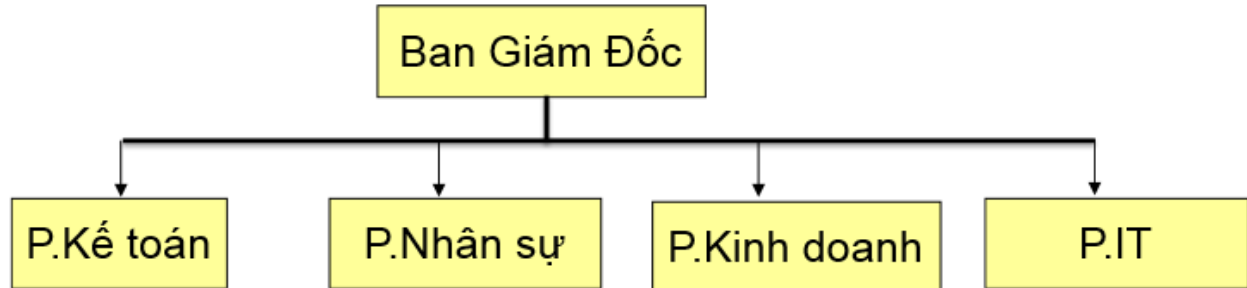 Ban Giám Đốc
P.Kế toán
P.Nhân sự
P.Kinh doanh
P.IT